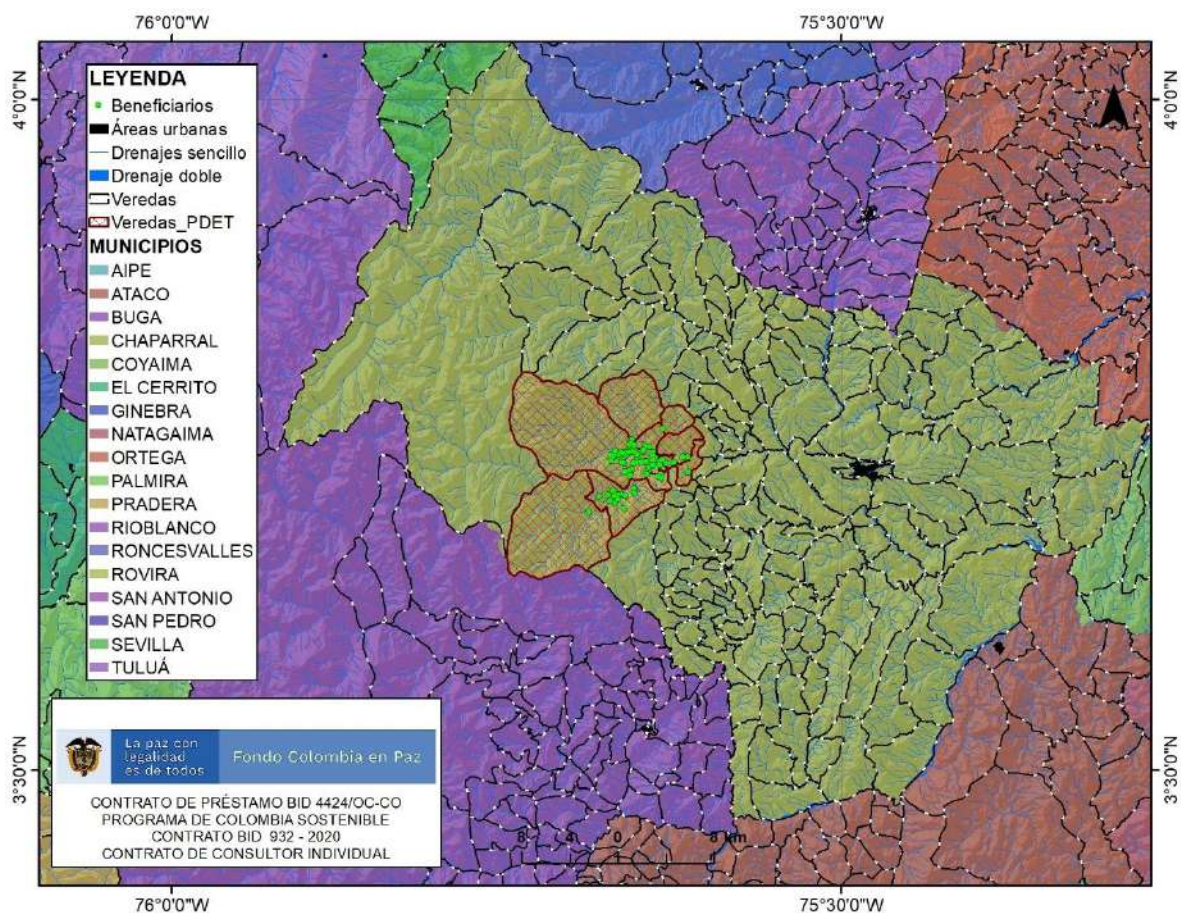 76°0'0"W
75°30'0"W
4°0'0"N
4°0'0"N
N
LEYENDA
Beneficiarios
Áreas urbanas
Drenajes sencillo
Drenaje doble
Veredas
Veredas_PDET
MUNICIPIOS
AIPE
ATACO
BUGA
CHAPARRAL
COYAIMA
EL CERRITO
GINEBRA
NATAGAIMA
ORTEGA
PALMIRA
PRADERA
RIOBLANCO
RONCESVALLES
ROVIRA
SAN ANTONIO
SAN PEDRO
SEVILLA
TULUÁ
La paz con
legalidad
es de todos
Fondo Colombia en Paz
CONTRATO DE PRÉSTAMO BID 4424/OC-CO
PROGRAMA DE COLOMBIA SOSTENIBLE
CONTRATO BID 932 - 2020
CONTRATO DE CONSULTOR INDIVIDUAL
8 4 0 8 km
3°30'0"N
3°30'0"N
76°0'0"W
75°30'0"W